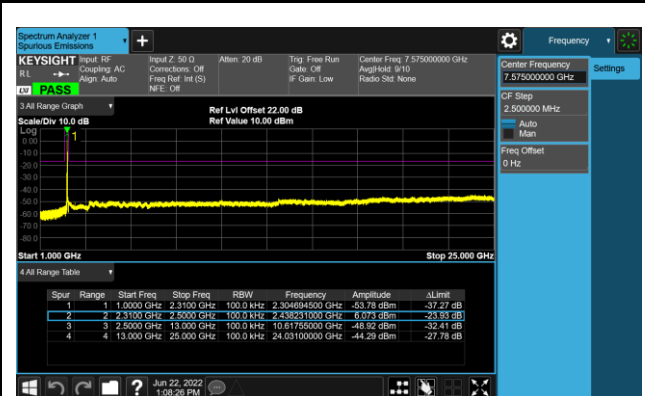 Spectrum Analyzer 1
Spurious Emissions
Frequency
KEYSIGHT
Input: RF
Coupling: AC
Align: Auto
Input Z: 50 Ω
Corrections: Off
Freq Ref: Int (S)
NFE: Off
Atten: 20 dB
Trig: Free Run
Gate: Off
IF Gain: Low
Center Freq: 7.575000000 GHz
Avg|Hold: 9/10
Radio Std: None
R L
LXI
PASS
Center Frequency
7.575000000 GHz
Settings
CF Step
2.500000 MHz
Auto
Man
Freq Offset
0 Hz
3 All Range Graph
Scale/Div 10.0 dB
Ref Lvl Offset 22.00 dB
Ref Value 10.00 dBm
Log
1
0.00
-10.0
-20.0
-30.0
-40.0
-50.0
-60.0
-70.0
-80.0
Start 1.000 GHz
Stop 25.000 GHz
4 All Range Table
Spur Range Start Freq Stop Freq RBW Frequency Amplitude ΔLimit
1 1 1.0000 GHz 2.3100 GHz 100.0 kHz 2.304694500 GHz -53.78 dBm -37.27 dB
2 2 2.3100 GHz 2.5000 GHz 100.0 kHz 2.438231000 GHz 6.073 dBm -23.93 dB
3 3 2.5000 GHz 13.000 GHz 100.0 kHz 10.61755000 GHz -48.92 dBm -32.41 dB
4 4 13.000 GHz 25.000 GHz 100.0 kHz 24.03100000 GHz -44.29 dBm -27.78 dB
?
Jun 22, 2022
1:08:26 PM